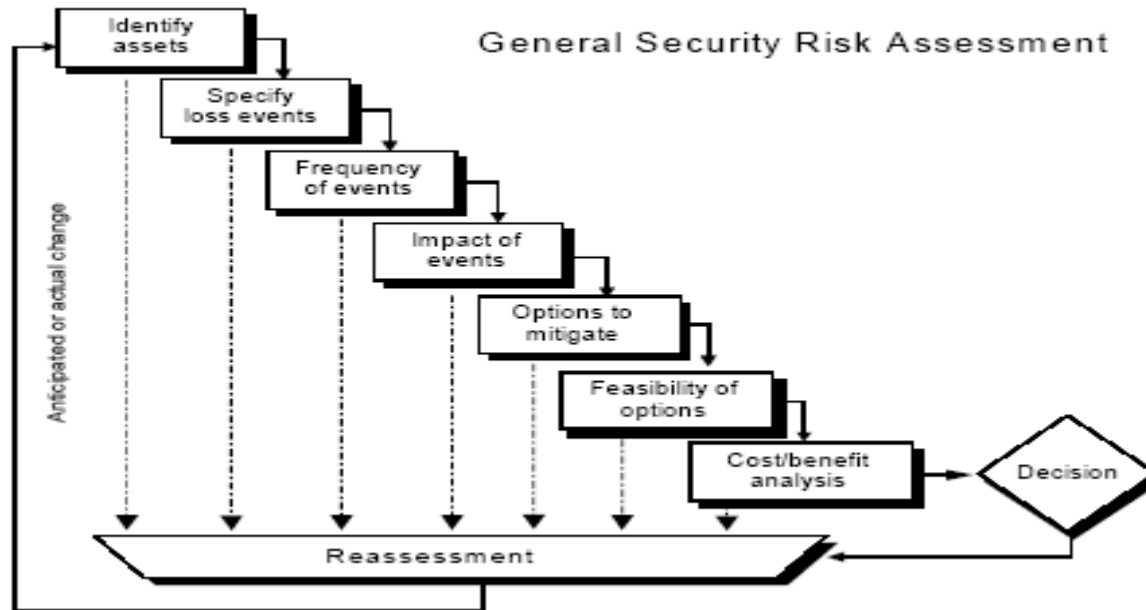 Identify
assets
General Security Risk Assessment
Specify
loss events
Frequency
of events
Impact of
events
Anticipated or actual change
Options to
mitigate
Feasibility of
options
Cost/benefit
analysis
Decision
Reassessment